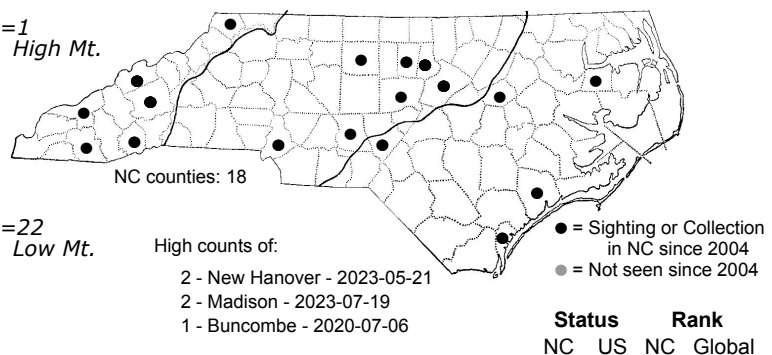 =1
High Mt.
NC counties: 18
=22
Low Mt.
High counts of:
2 - New Hanover - 2023-05-21
2 - Madison - 2023-07-19
1 - Buncombe - 2020-07-06
= Sighting or Collection
in NC since 2004
= Not seen since 2004
Status Rank
NC US NC Global